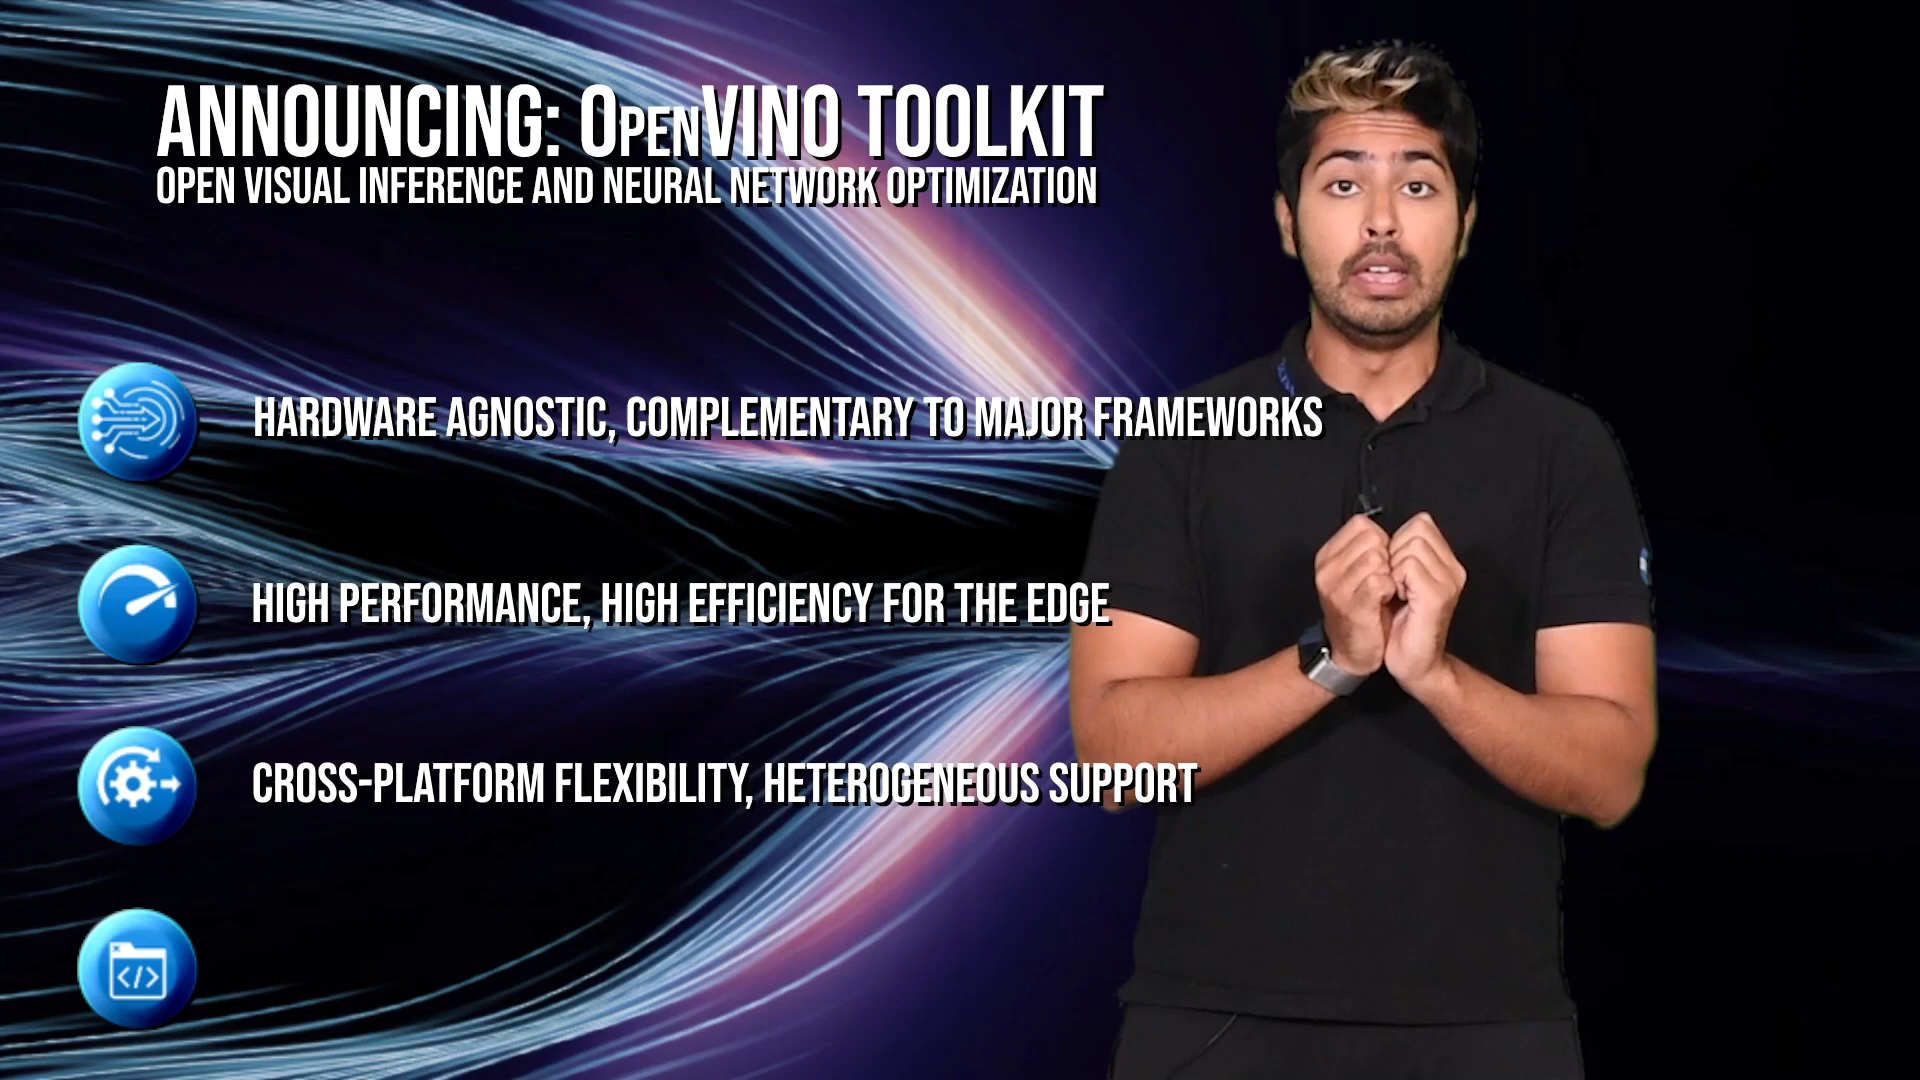 ANNOUNCING: OPENVINO TOOLKIT
OPEN VISUAL INFERENCE AND NEURAL NETWORK OPTIMIZATION
HARDWARE AGNOSTIC, COMPLEMENTARY TO MAJOR FRAMEWORKS
HIGH PERFORMANCE, HIGH EFFICIENCY FOR THE EDGE
CROSS-PLATFORM FLEXIBILITY, HETEROGENEOUS SUPPORT